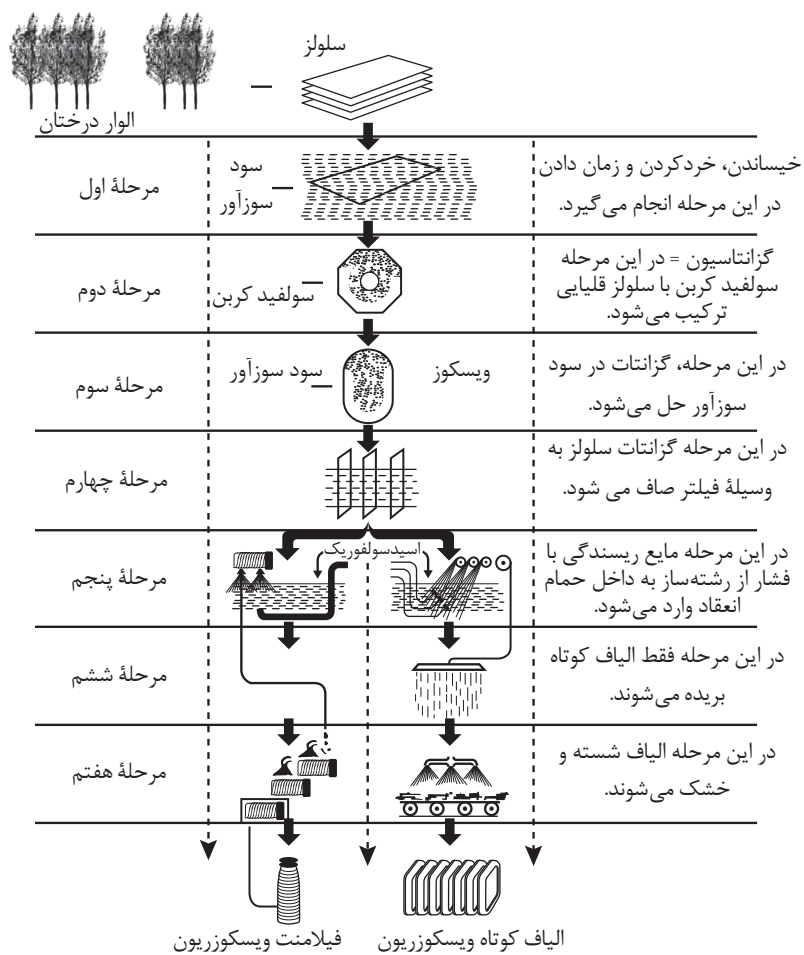 سلولز
الوار درختان
خیساندن، خردکردن و زمان دادن
در این مرحله انجام می‌گیرد.
سود
سوزآور
مرحلهٔ اول
گزانتاسیون = در این مرحله
سولفید کربن با سلولز قلیایی
ترکیب می‌شود.
سولفید کربن
مرحلهٔ دوم
در این مرحله، گزانتات در سود
سوزآور حل می‌شود.
ویسکوز
سود سوزآور
مرحلهٔ سوم
در این مرحله گزانتات سلولز به
وسیلهٔ فیلتر صاف می شود.
مرحلهٔ چهارم
در این مرحله مایع ریسندگی با
فشار از رشته‌ساز به داخل حمام
انعقاد وارد می‌شود.
اسیدسولفوریک
مرحلهٔ پنجم
در این مرحله فقط الیاف کوتاه
بریده می‌شوند.
مرحلهٔ ششم
در این مرحله الیاف شسته و
خشک می‌شوند.
مرحلهٔ هفتم
الیاف کوتاه ویسکوزریون
فیلامنت ویسکوزریون